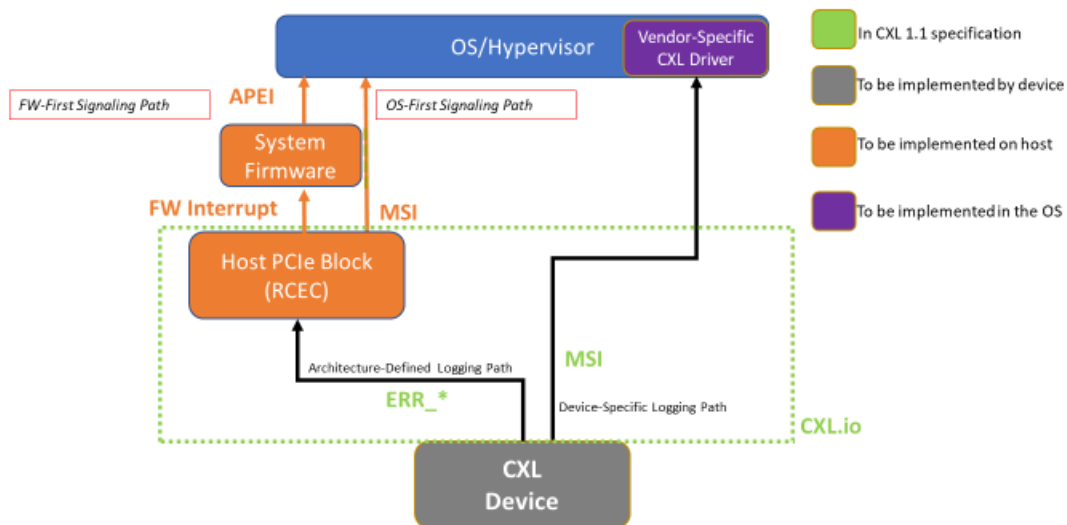 OS/Hypervisor
Vendor-Specific
CXL Driver
In CXL 1.1 specification
To be implemented by device
To be implemented on host
To be implemented in the OS
FW-First Signaling Path
APEI
OS-First Signaling Path
System
Firmware
FW Interrupt
MSI
Host PCIe Block
(RCEC)
Architecture-Defined Logging Path
ERR_*
MSI
Device-Specific Logging Path
CXL.io
CXL
Device